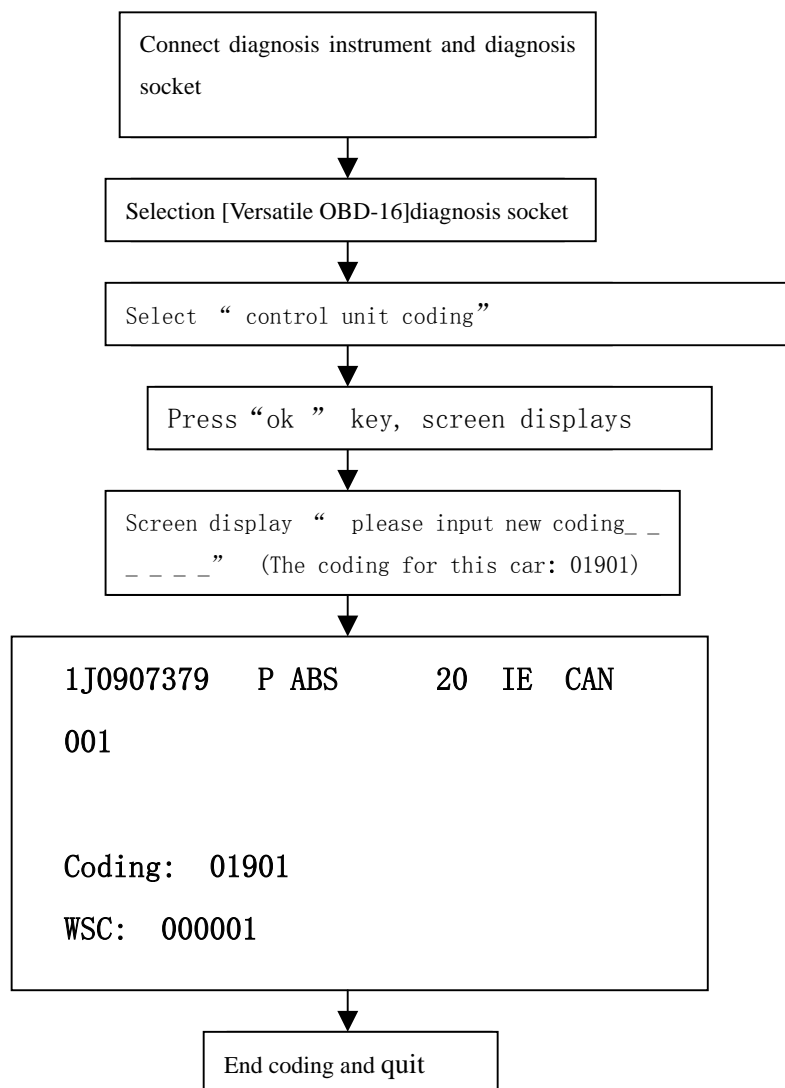 Connect diagnosis instrument and diagnosis
socket
Selection [Versatile OBD-16]diagnosis socket
Select “ control unit coding”
Press “ok ” key, screen displays
Screen display “ please input new coding_ _
_ _ _ _” (The coding for this car: 01901)
1J0907379 P ABS 20 IE CAN
001
Coding: 01901
WSC: 000001
End coding and quit